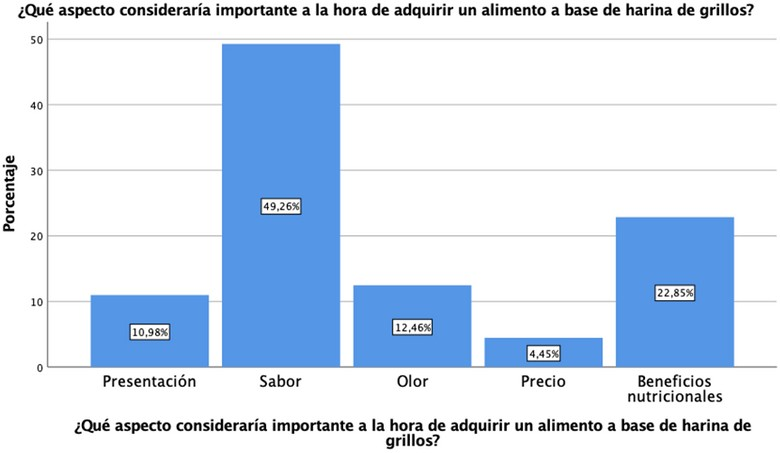 ¿Qué aspecto consideraría importante a la hora de adquirir un alimento a base de harina de grillos?
50
40
30
20
10
0
Porcentaje
10,98%
49,26%
12,46%
4,45%
22,85%
Presentación
Sabor
Olor
Precio
Beneficios
nutricionales
¿Qué aspecto consideraría importante a la hora de adquirir un alimento a base de harina de
grillos?